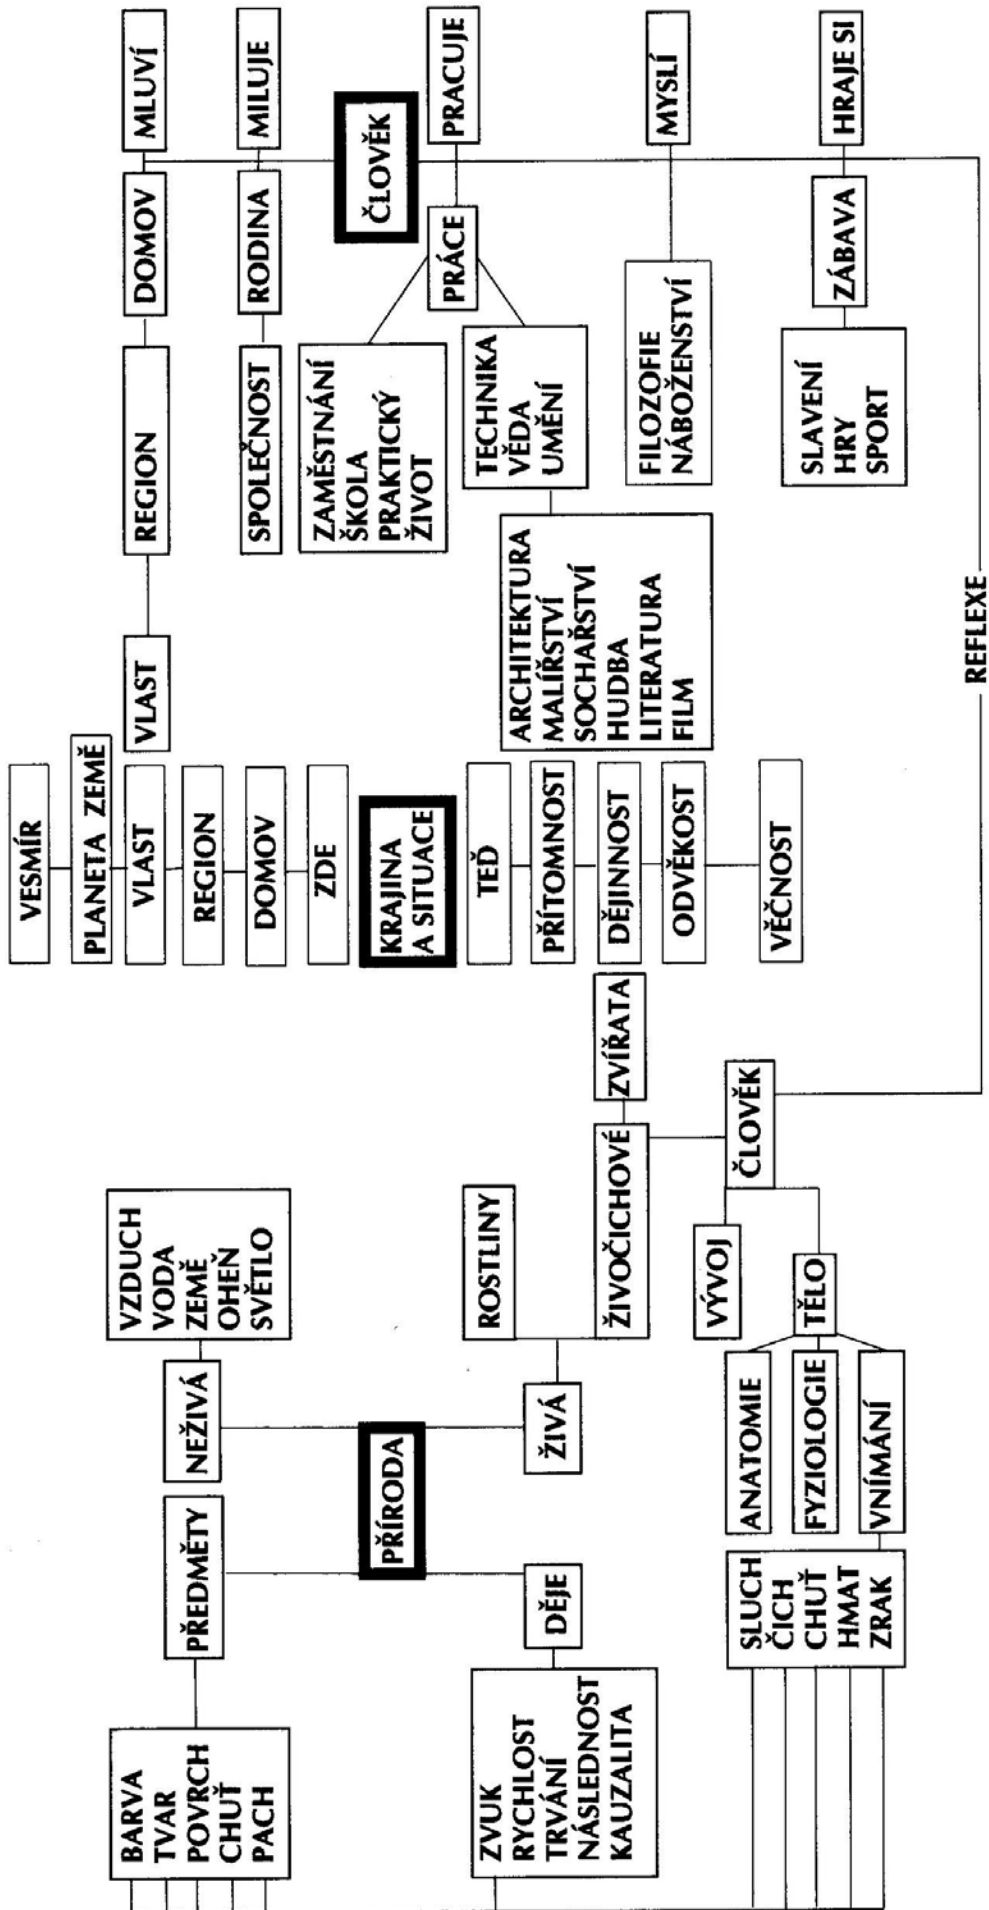 BARVA
TVAR
POVRCH
CHUŤ
PACH
PŘEDMĚTY
NEŽIVÁ
VZDUCH
VODA
ZEMĚ
OHEŇ
SVĚTLO
PŘÍRODA
ZVUK
RYCHLOST
TRVÁNÍ
NÁSLEDNOST
KAUZALITA
DĚJE
ŽIVÁ
ROSTLINY
ŽIVOČICHOVÉ
ZVÍŘATA
VÝVOJ
ČLOVĚK
TĚLO
ANATOMIE
FYZIOLOGIE
VNÍMÁNÍ
SLUCH
ČICH
CHUŤ
HMAT
ZRAK
VESMÍR
PLANETA ZEMĚ
VLAST
REGION
DOMOV
ZDE
KRAJINA
A SITUACE
TEĎ
PŘÍTOMNOST
DĚJINNOST
ODVĚKOST
VĚČNOST
VLAST
REGION
DOMOV
MLUVÍ
SPOLEČNOST
RODINA
MILUJE
ČLOVĚK
ZAMĚSTNÁNÍ
ŠKOLA
PRAKTICKÝ
ŽIVOT
PRÁCE
PRACUJE
TECHNIKA
VĚDA
UMĚNÍ
ARCHITEKTURA
MALÍŘSTVÍ
SOCHAŘSTVÍ
HUDBA
LITERATURA
FILM
FILOZOFIE
NÁBOŽENSTVÍ
MYSLÍ
SLAVENÍ
HRY
SPORT
ZÁBAVA
HRAJE SI
REFLEXE